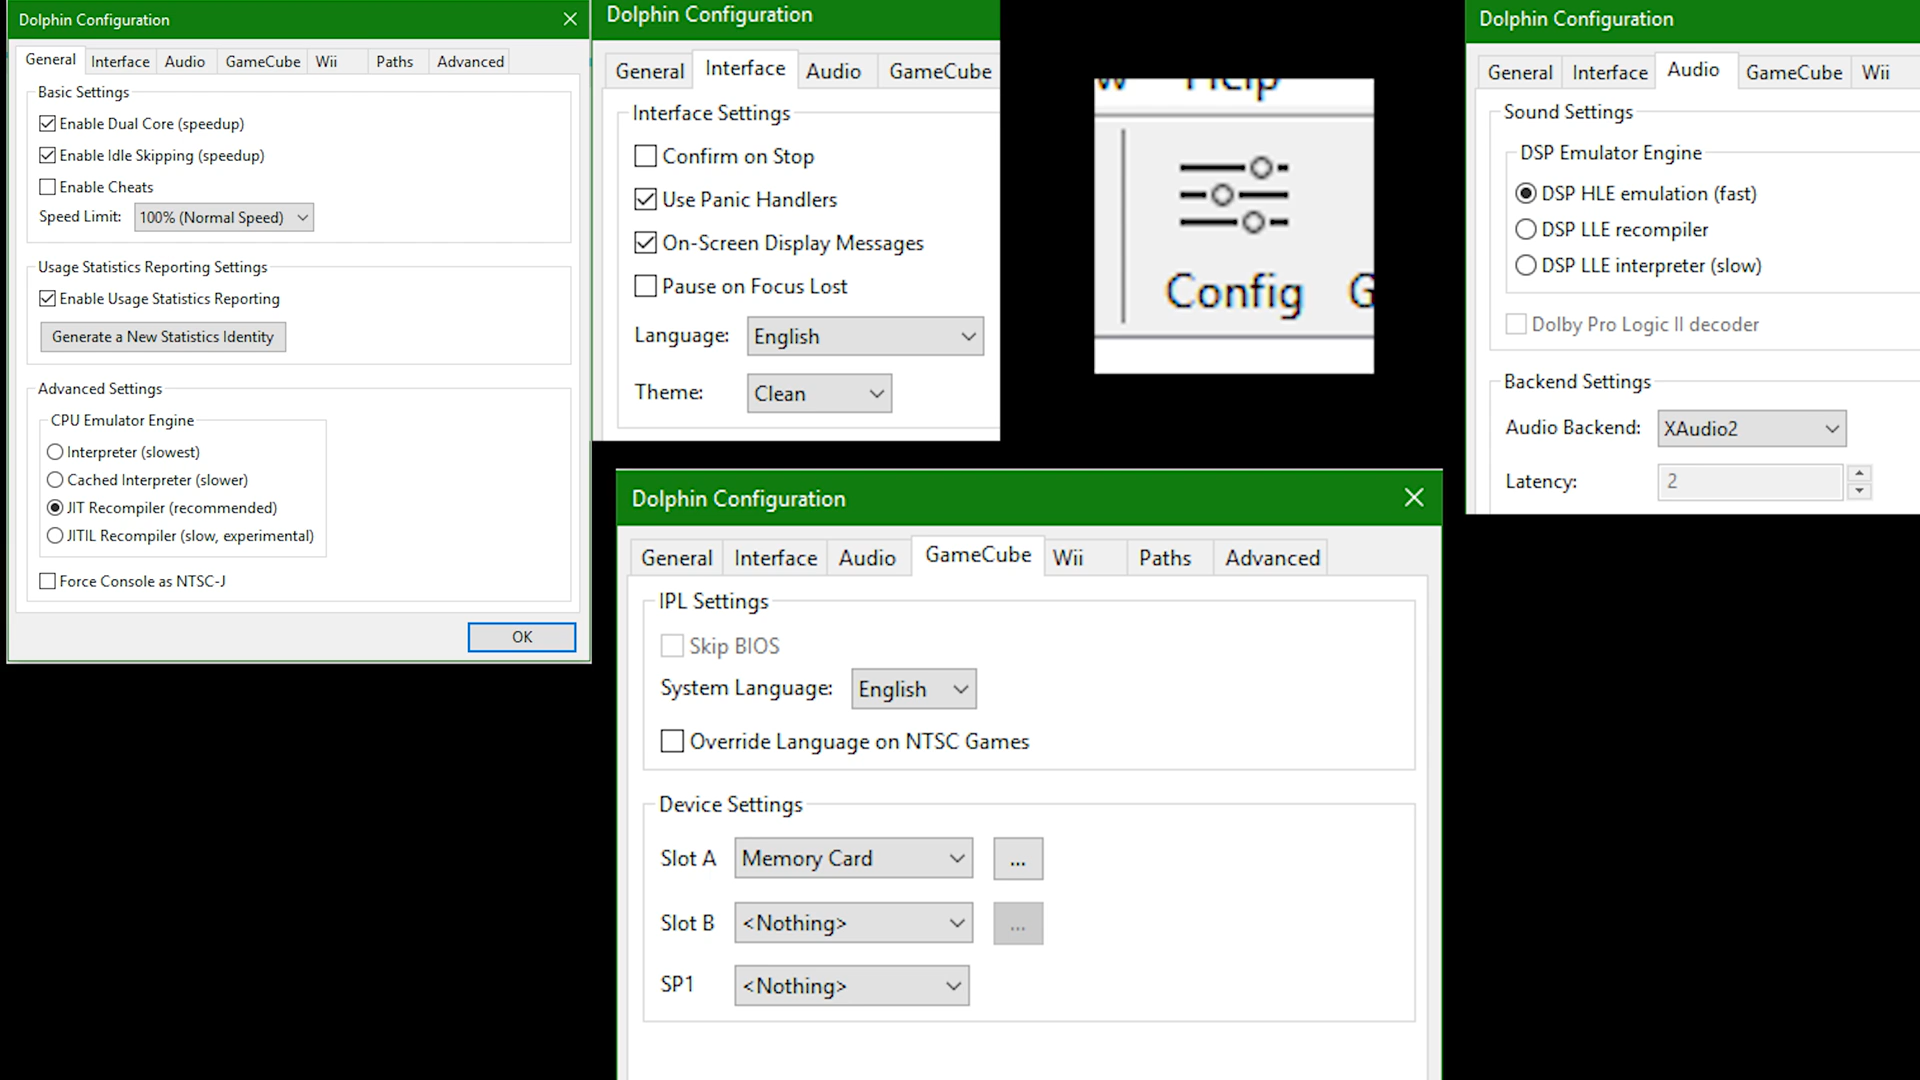 Dolphin Configuration
General Interface Audio GameCube Wii Paths Advanced
Basic Settings
Enable Dual Core (speedup)
Enable Idle Skipping (speedup)
Enable Cheats
Speed Limit: 100% (Normal Speed)
Usage Statistics Reporting Settings
Enable Usage Statistics Reporting
Generate a New Statistics Identity
Advanced Settings
CPU Emulator Engine
Interpreter (slowest)
Cached Interpreter (slower)
JIT Recompiler (recommended)
JITIL Recompiler (slow, experimental)
Force Console as NTSC-J
OK
Dolphin Configuration
General Interface Audio GameCube
Interface Settings
Confirm on Stop
Use Panic Handlers
On-Screen Display Messages
Pause on Focus Lost
Language: English
Theme: Clean
Help
Config
Dolphin Configuration
General Interface Audio GameCube Wii
Sound Settings
DSP Emulator Engine
DSP HLE emulation (fast)
DSP LLE recompiler
DSP LLE interpreter (slow)
Dolby Pro Logic II decoder
Backend Settings
Audio Backend: XAudio2
Latency: 2
Dolphin Configuration
General Interface Audio GameCube Wii Paths Advanced
IPL Settings
Skip BIOS
System Language: English
Override Language on NTSC Games
Device Settings
Slot A Memory Card ...
Slot B <Nothing> ...
SP1 <Nothing>